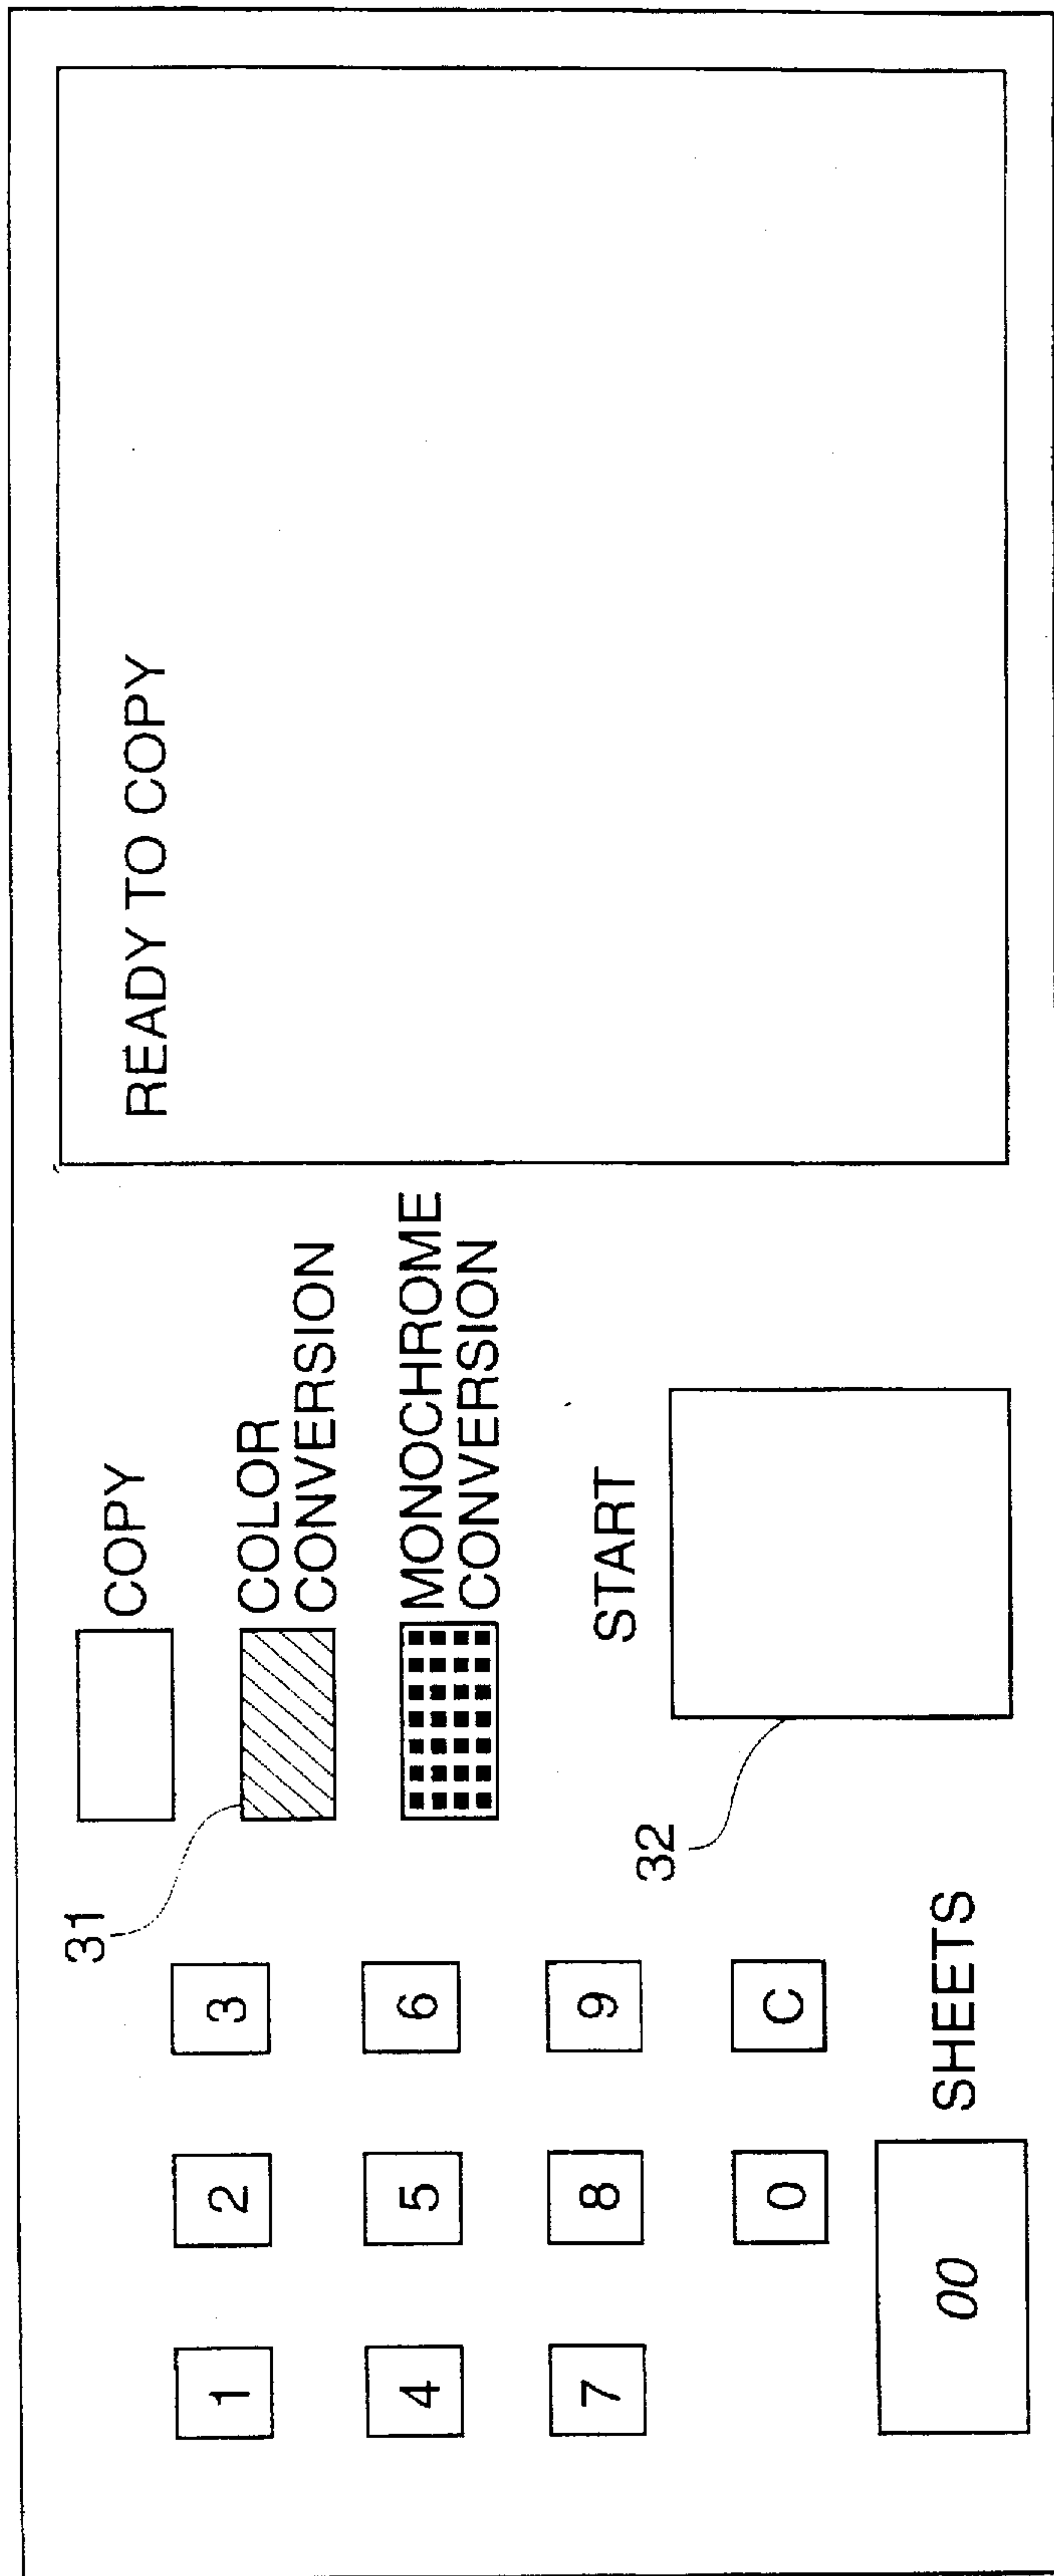 1 2 3
4 5 6
7 8 9
0 C
00 SHEETS
31
COPY
COLOR
CONVERSION
MONOCHROME
CONVERSION
32
START
READY TO COPY